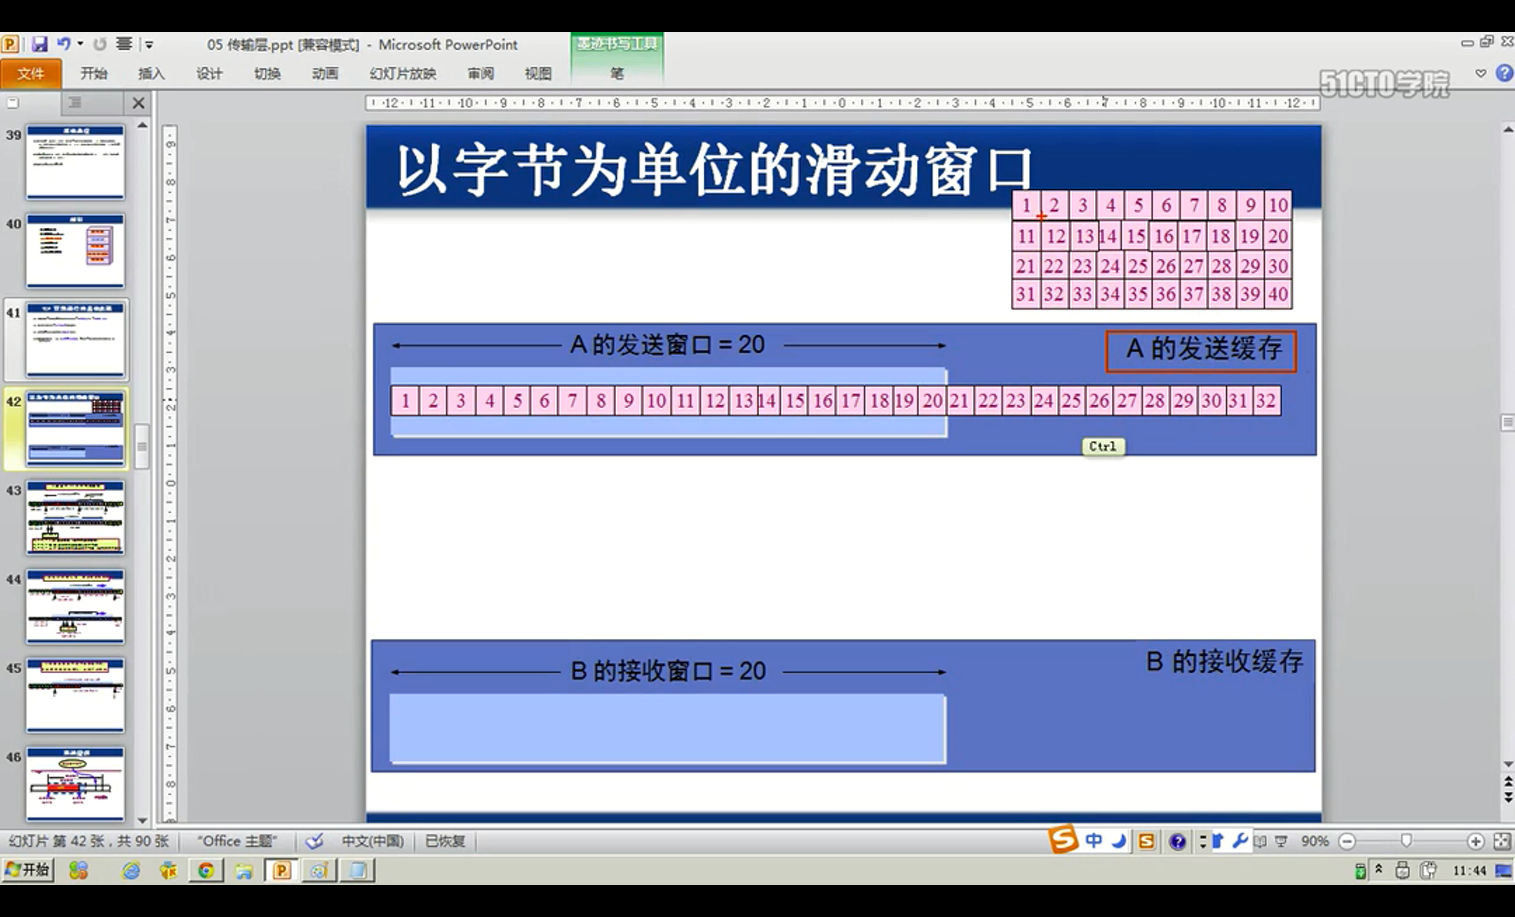 05 传输层.ppt [兼容模式] - Microsoft PowerPoint
墨迹书写工具
文件 开始 插入 设计 切换 动画 幻灯片放映 审阅 视图 笔
51CTO学院
以字节为单位的滑动窗口
1 2 3 4 5 6 7 8 9 10
11 12 13 14 15 16 17 18 19 20
21 22 23 24 25 26 27 28 29 30
31 32 33 34 35 36 37 38 39 40
A 的发送窗口 = 20
A 的发送缓存
1 2 3 4 5 6 7 8 9 10 11 12 13 14 15 16 17 18 19 20 21 22 23 24 25 26 27 28 29 30 31 32
Ctrl
B 的接收窗口 = 20
B 的接收缓存
39
40
41
42
43
44
45
46
幻灯片 第 42 张，共 90 张 "Office 主题" 中文(中国) 已恢复
中
90%
开始
11:44